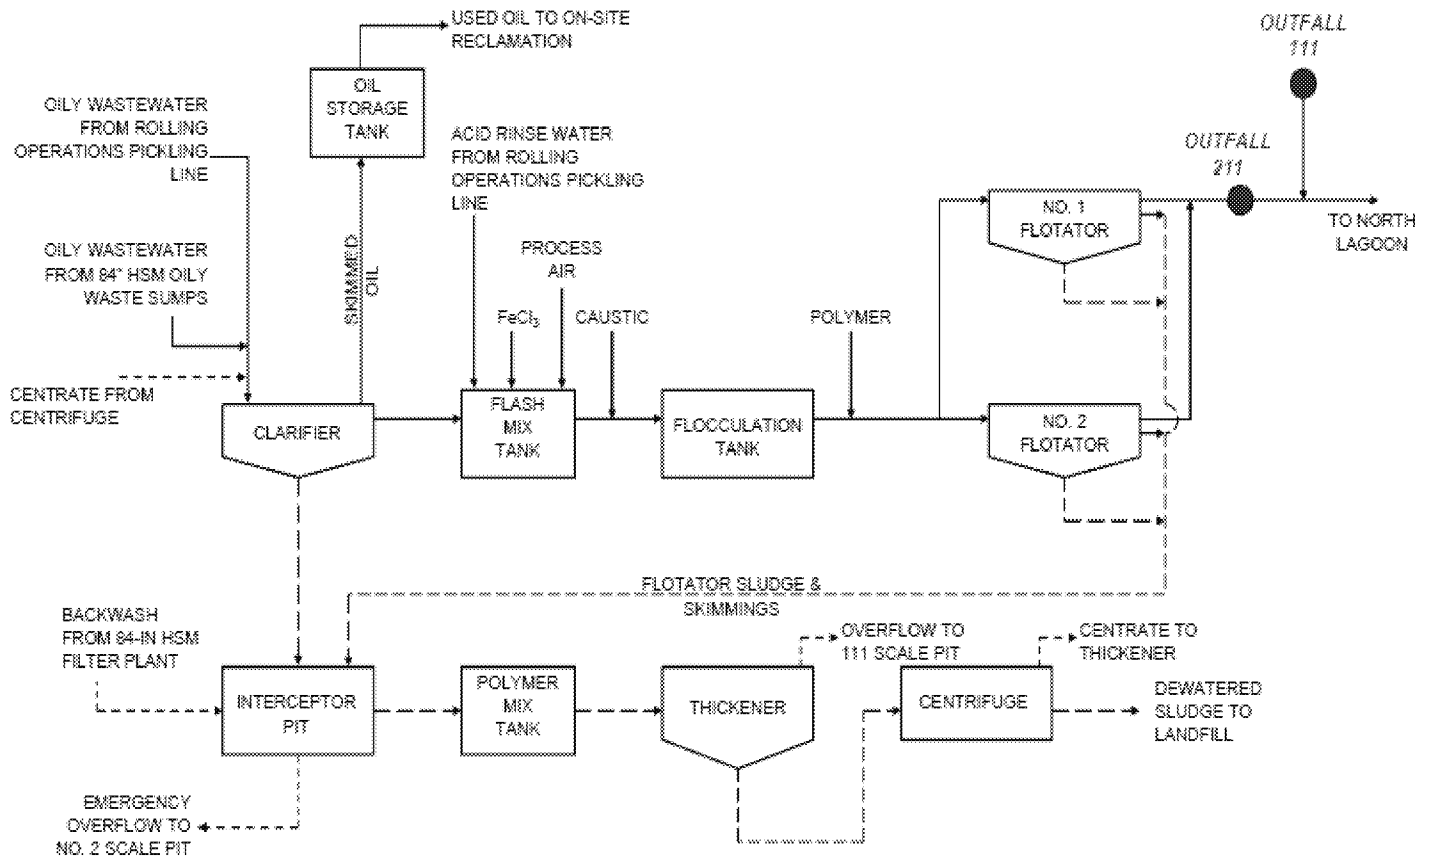 USED OIL TO ON-SITE
RECLAMATION
OUTFALL
111
OIL
STORAGE
TANK
OILY WASTEWATER
FROM ROLLING
OPERATIONS PICKLING
LINE
ACID RINSE WATER
FROM ROLLING
OPERATIONS PICKLING
LINE
OUTFALL
211
NO. 1
FLOTATOR
TO NORTH
LAGOON
OILY WASTEWATER
FROM 84" HSM OILY
WASTE SUMPS
SKIMMED
OIL
PROCESS
AIR
FeCl3
CAUSTIC
POLYMER
CENTRATE FROM
CENTRIFUGE
CLARIFIER
FLASH
MIX
TANK
FLOCCULATION
TANK
NO. 2
FLOTATOR
FLOTATOR SLUDGE &
SKIMMINGS
BACKWASH
FROM 84-IN HSM
FILTER PLANT
OVERFLOW TO
111 SCALE PIT
CENTRATE TO
THICKENER
INTERCEPTOR
PIT
POLYMER
MIX
TANK
THICKENER
CENTRIFUGE
DEWATERED
SLUDGE TO
LANDFILL
EMERGENCY
OVERFLOW TO
NO. 2 SCALE PIT